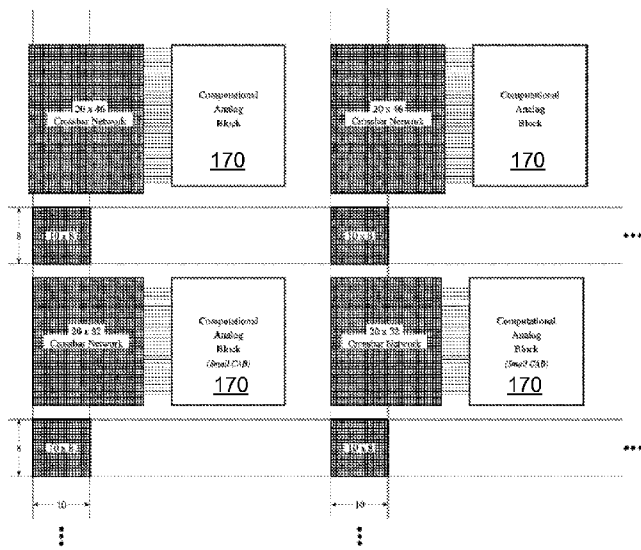 20 x 46
Crossbar Network
Computational
Analog
Block
170
20 x 46
Crossbar Network
Computational
Analog
Block
170
8
10 x 8
10 x 8
20 x 32
Crossbar Network
Computational
Analog
Block
(Small CAB)
170
20 x 32
Crossbar Network
Computational
Analog
Block
(Small CAB)
170
8
10 x 8
10 x 8
10
10